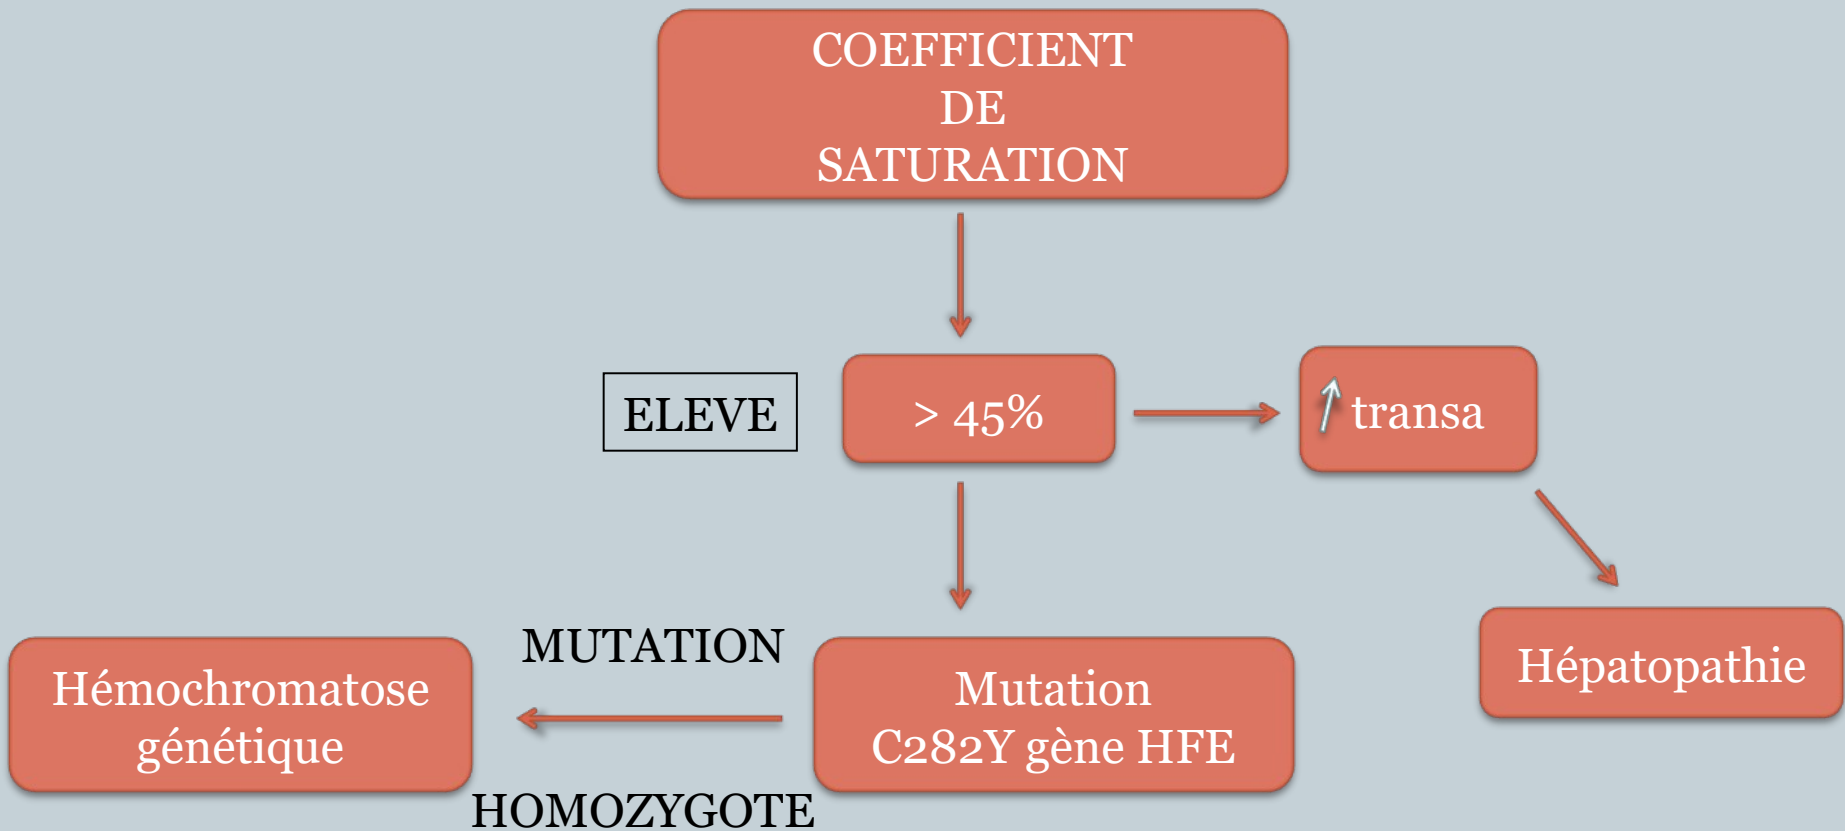 COEFFICIENT
DE
SATURATION
ELEVE
> 45%
transa
MUTATION
Hémochromatose
génétique
Mutation
C282Y gène HFE
Hépatopathie
HOMOZYGOTE